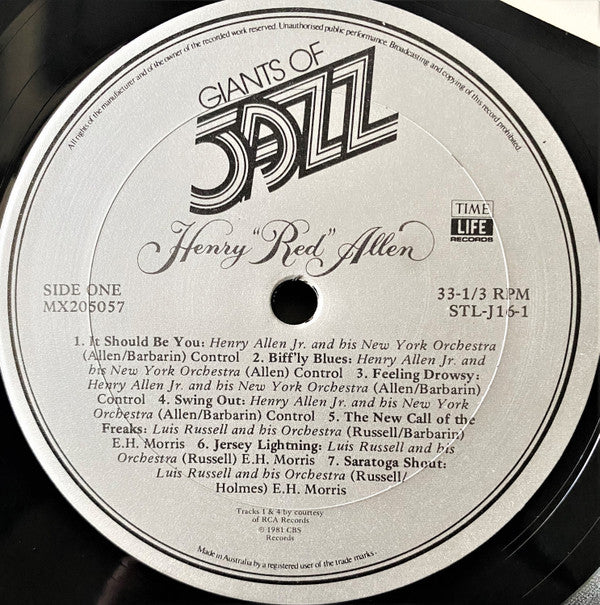 All rights of the manufacturer and of the owner of the recorded work reserved. Unauthorised public performance. Broadcasting and copying of this record prohibited.
GIANTS OF
JAZZ
Henry "Red" Allen
TIME
LIFE
RECORDS
SIDE ONE
MX205057
33-1/3 RPM
STL-J16-1
1. It Should Be You: Henry Allen Jr. and his New York Orchestra
(Allen/Barbarin) Control 2. Biff'ly Blues: Henry Allen Jr. and
his New York Orchestra (Allen) Control 3. Feeling Drowsy:
Henry Allen Jr. and his New York Orchestra (Allen/Barbarin)
Control 4. Swing Out: Henry Allen Jr. and his New York
Orchestra (Allen/Barbarin) Control 5. The New Call of the
Freaks: Luis Russell and his Orchestra (Russell/Barbarin)
E.H. Morris 6. Jersey Lightning: Luis Russell and his
Orchestra (Russell) E.H. Morris 7. Saratoga Shout:
Luis Russell and his Orchestra (Russell/
Holmes) E.H. Morris
Tracks 1 & 4 by courtesy
of RCA Records
℗ 1981 CBS
Records
Made in Australia by a registered user of the trade marks.